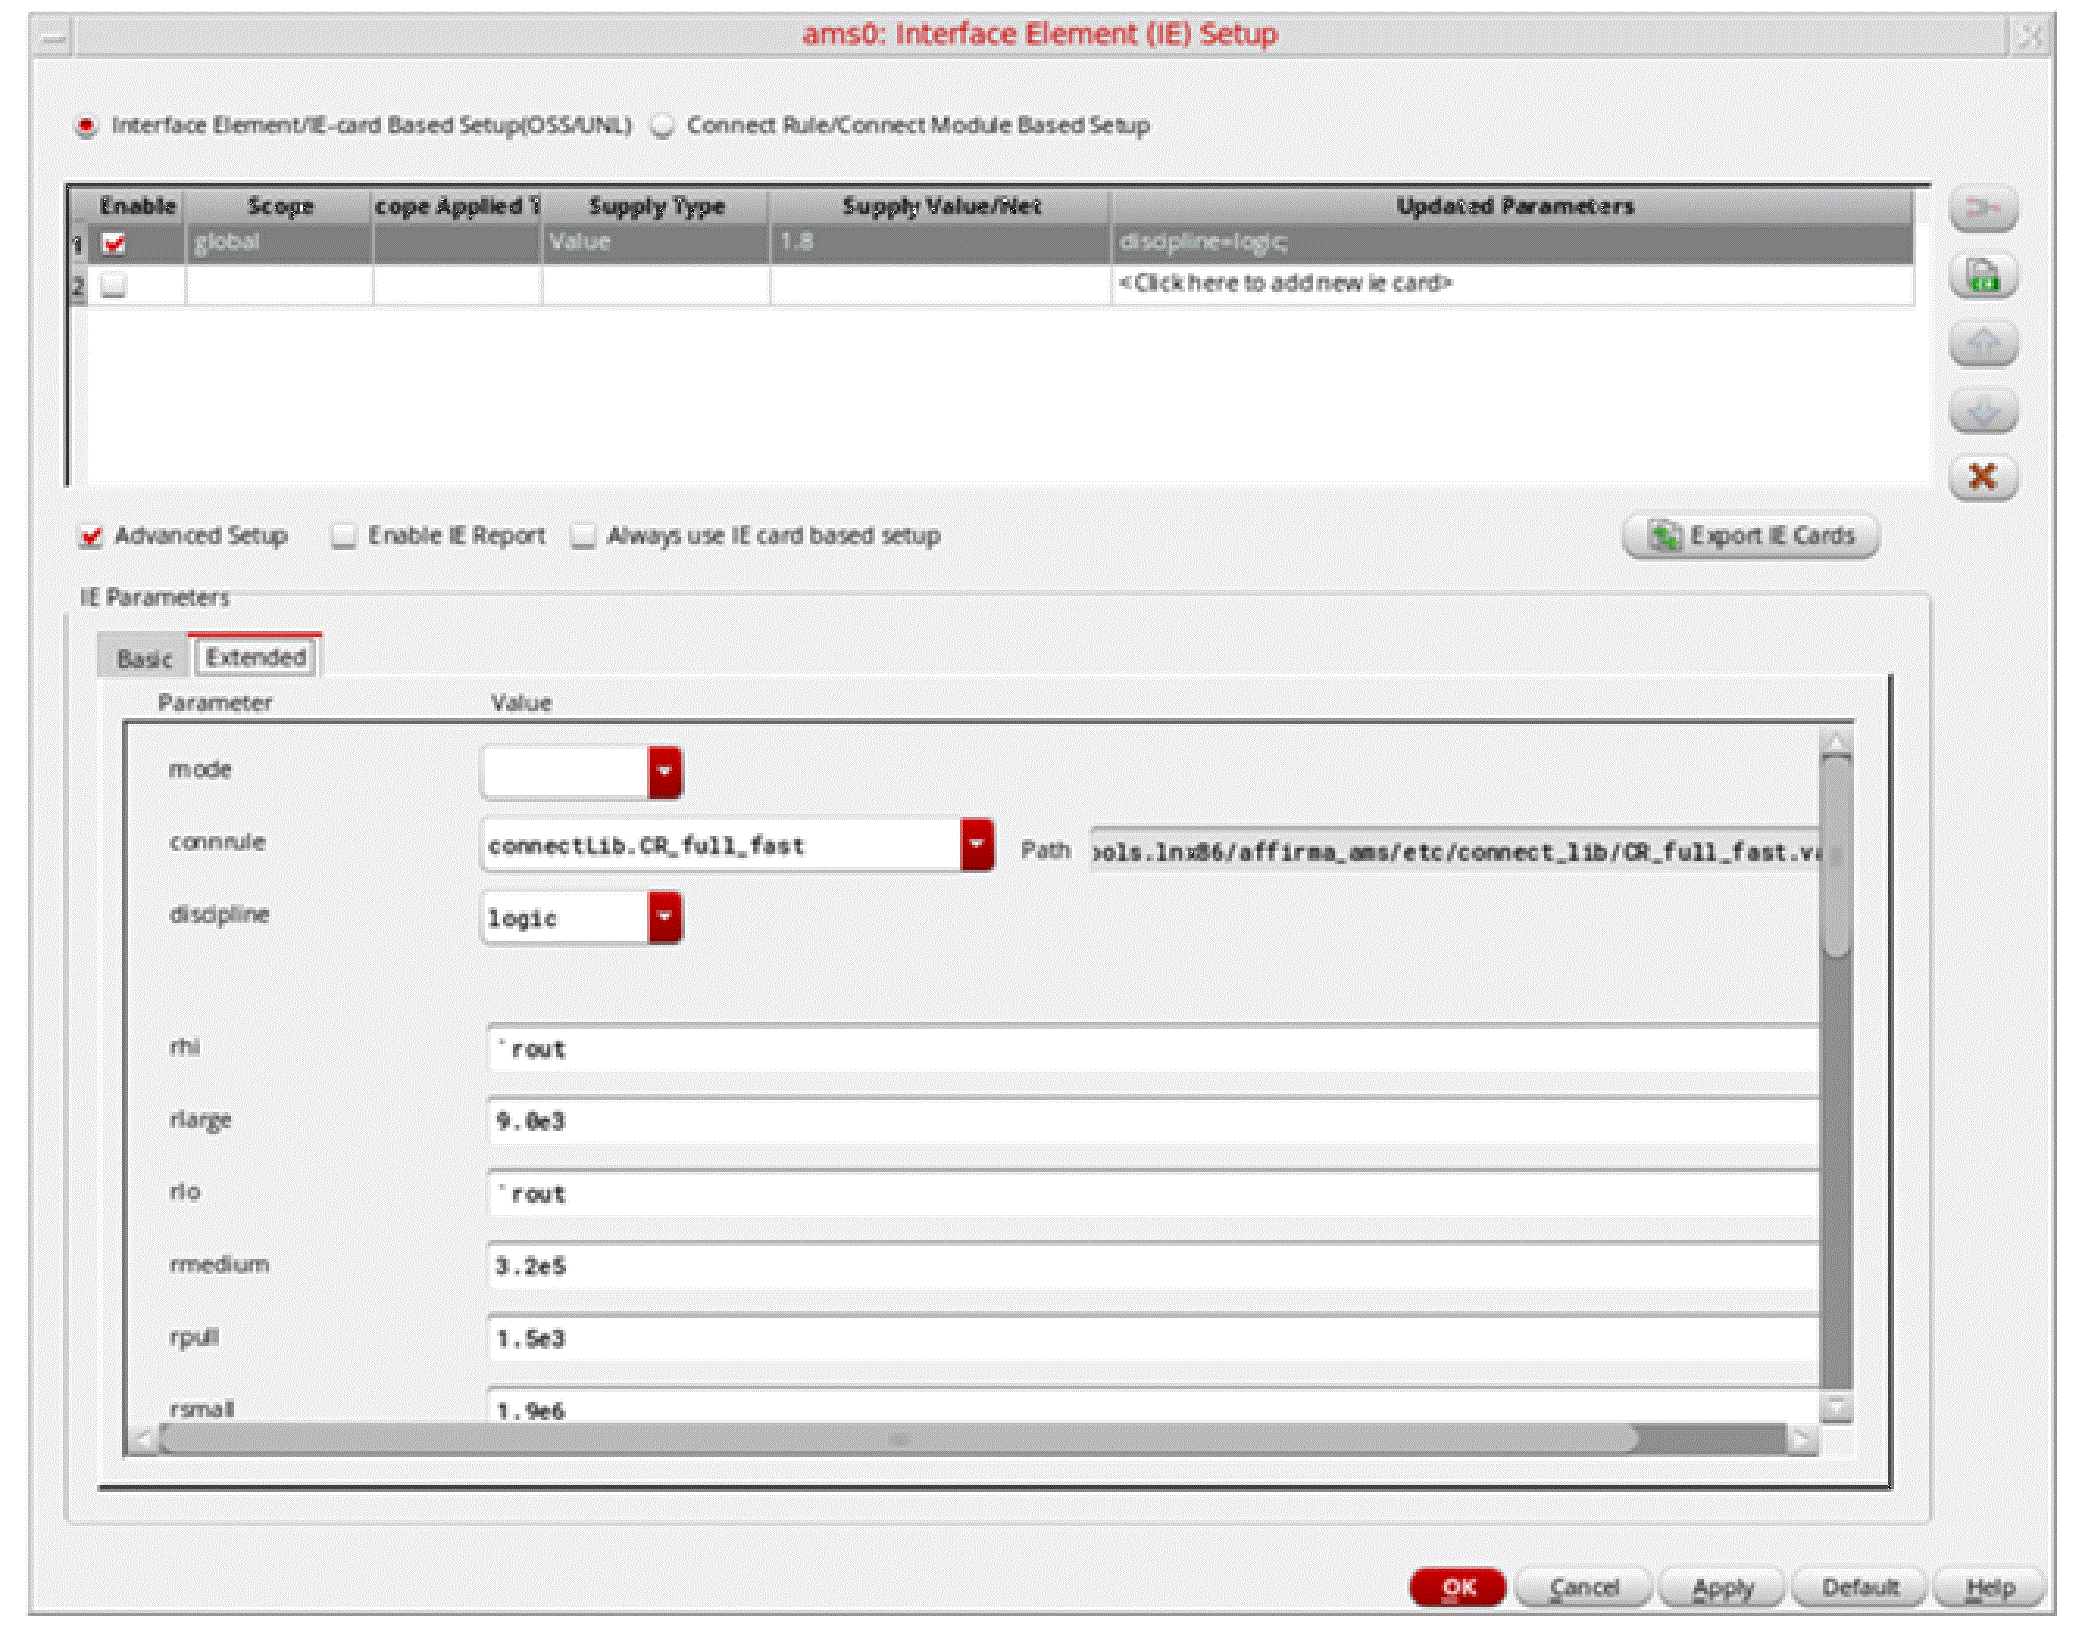 ams0: Interface Element (IE) Setup
Interface Element/IE-card Based Setup(OSS/UNL) Connect Rule/Connect Module Based Setup
Enable Scope cope Applied T Supply Type Supply Value/Net Updated Parameters
1 global Value 1.8 discipline=logic;
2 <Click here to add new ie card>
Advanced Setup Enable IE Report Always use IE card based setup Export IE Cards
IE Parameters
Basic Extended
Parameter Value
mode
connrule connectLib.CR_full_fast Path ools.lnx86/affirma_ams/etc/connect_lib/CR_full_fast.va
discipline logic
rhi `rout
rlarge 9.0e3
rlo `rout
rmedium 3.2e5
rpull 1.5e3
rsmall 1.9e6
OK Cancel Apply Default Help